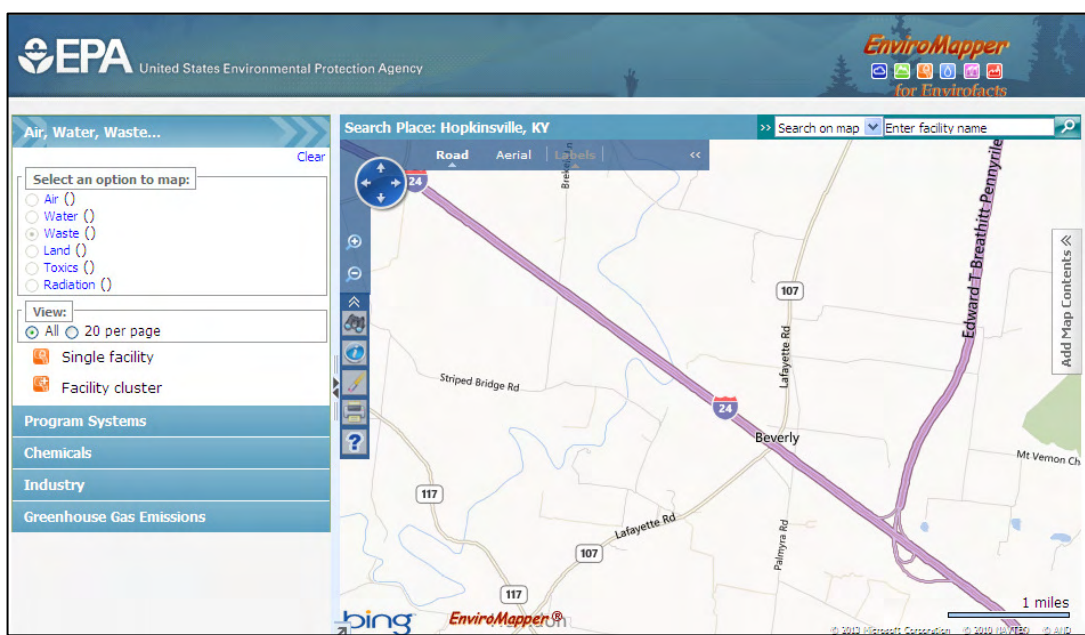 EPA United States Environmental Protection Agency
EnviroMapper
for Envirofacts
Air, Water, Waste...
Clear
Select an option to map:
Air ()
Water ()
Waste ()
Land ()
Toxics ()
Radiation ()
View:
All 20 per page
Single facility
Facility cluster
Program Systems
Chemicals
Industry
Greenhouse Gas Emissions
Search Place: Hopkinsville, KY
>> Search on map Enter facility name
Road Aerial Labels <<
24
Edward T Breathitt Pennyrile
107
Lafayette Rd
Add Map Contents
Striped Bridge Rd
24
Beverly
Mt Vernon Ch
117
Lafayette Rd
107
Palmyra Rd
117
?
1 miles
bing
EnviroMapper®
© 2013 Microsoft Corporation © 2010 NAVTEQ © AND